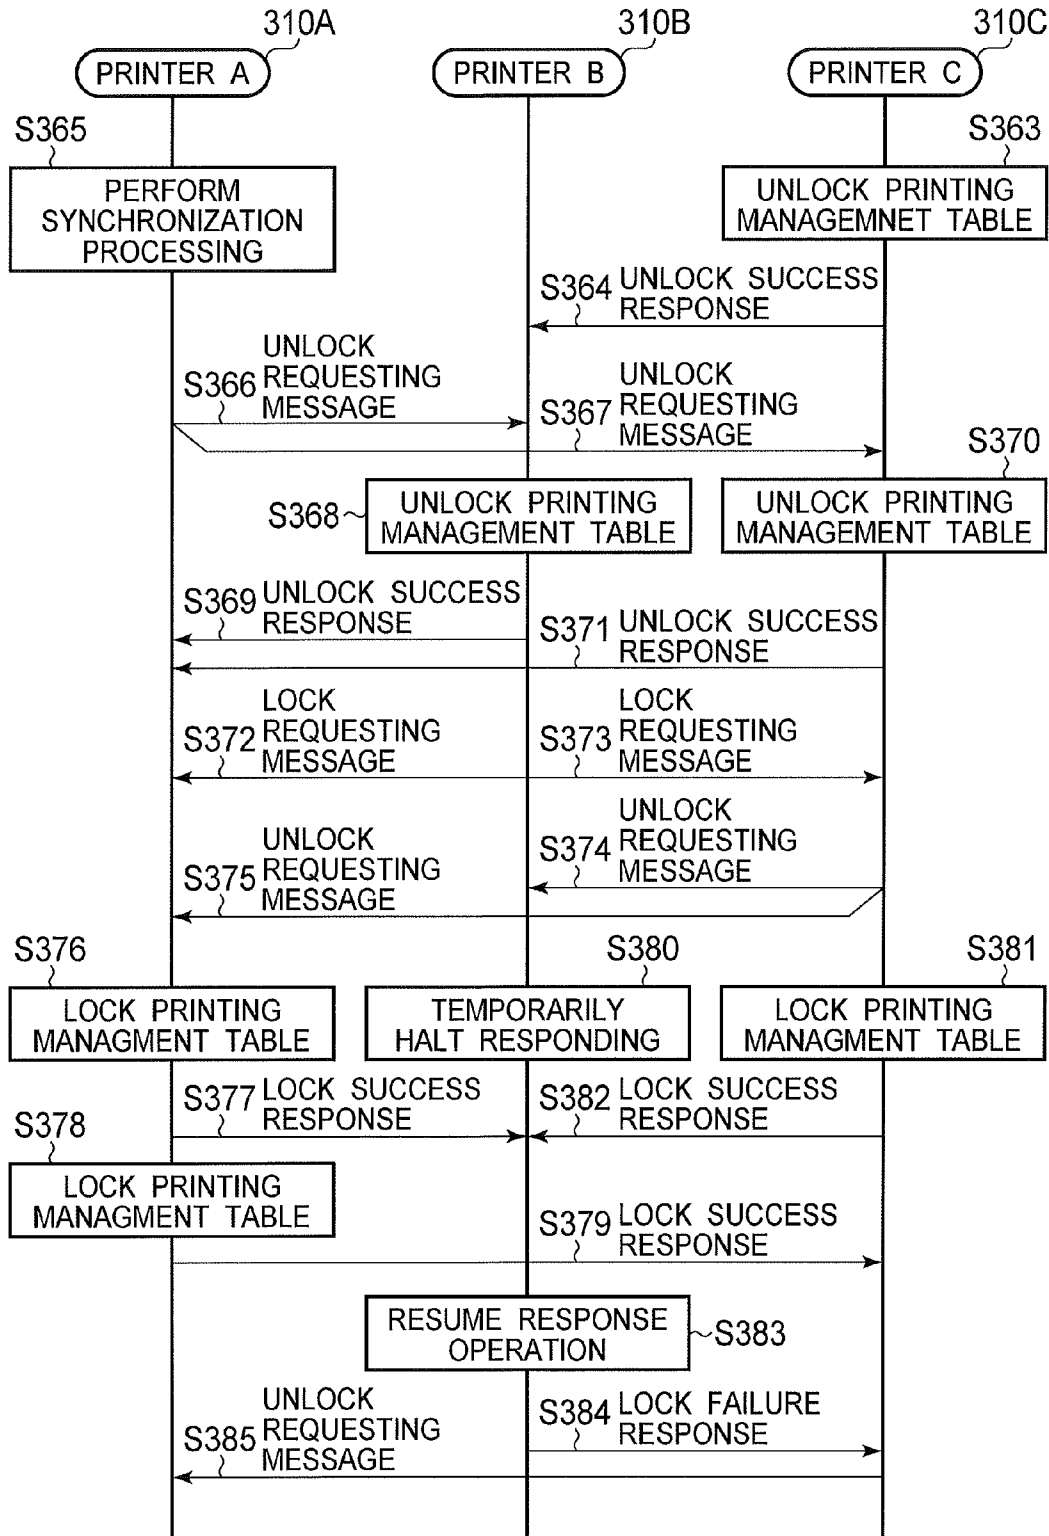 310A
310B
310C
PRINTER A
PRINTER B
PRINTER C
S365
S363
PERFORM
SYNCHRONIZATION
PROCESSING
UNLOCK PRINTING
MANAGEMNET TABLE
S364
UNLOCK SUCCESS
RESPONSE
S366
UNLOCK
REQUESTING
MESSAGE
S367
UNLOCK
REQUESTING
MESSAGE
S370
S368
UNLOCK PRINTING
MANAGEMENT TABLE
UNLOCK PRINTING
MANAGEMENT TABLE
S369
UNLOCK SUCCESS
RESPONSE
S371
UNLOCK SUCCESS
RESPONSE
S372
LOCK
REQUESTING
MESSAGE
S373
LOCK
REQUESTING
MESSAGE
S374
UNLOCK
REQUESTING
MESSAGE
S375
UNLOCK
REQUESTING
MESSAGE
S376
S380
S381
LOCK PRINTING
MANAGMENT TABLE
TEMPORARILY
HALT RESPONDING
LOCK PRINTING
MANAGMENT TABLE
S377
LOCK SUCCESS
RESPONSE
S382
LOCK SUCCESS
RESPONSE
S378
LOCK PRINTING
MANAGMENT TABLE
S379
LOCK SUCCESS
RESPONSE
RESUME RESPONSE
OPERATION
S383
S384
LOCK FAILURE
RESPONSE
S385
UNLOCK
REQUESTING
MESSAGE